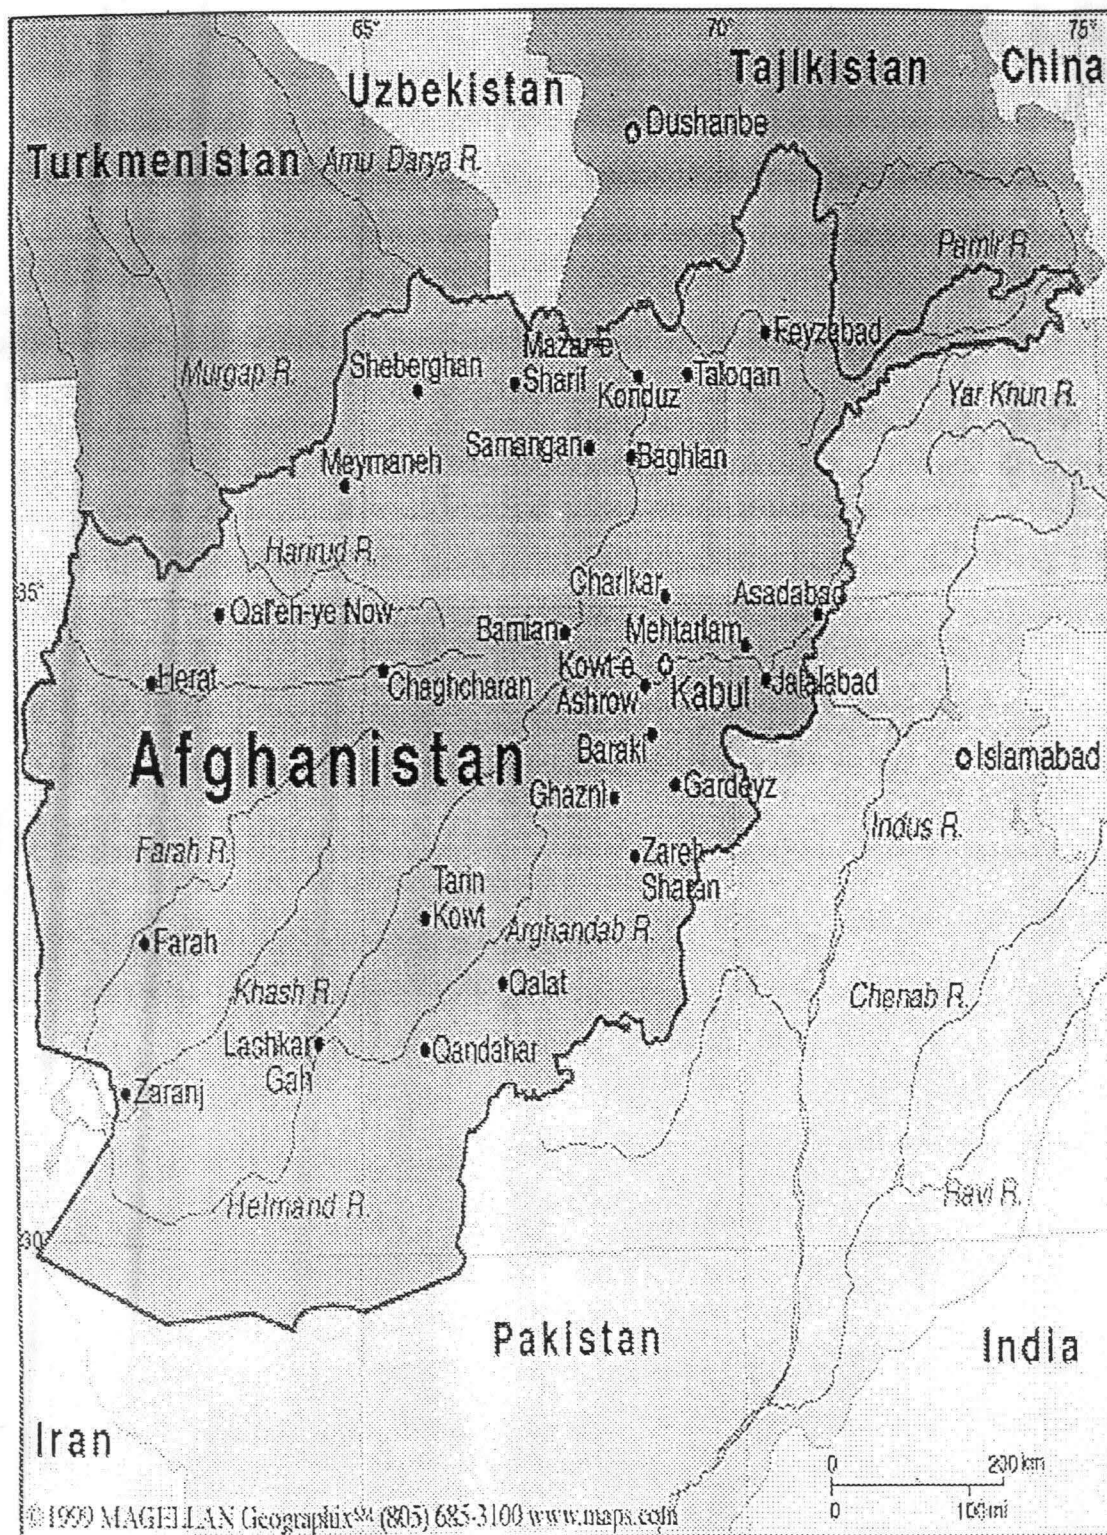 65°
70°
75°
Uzbekistan
Tajikistan
China
Dushanbe
Turkmenistan
Amu Darya R.
Pamir R.
Feyzabad
Mazar-e
Sharif
Sheberghan
Murgap R.
Konduz
Taloqan
Yar Khun R.
Samangan
Baghlan
Meymaneh
Harirud R.
35°
Charikar
Asadabad
Qal'eh-ye Now
Bamian
Mehtarlam
Kowt-e
Ashrow
Kabul
Jalalabad
Herat
Chaghcharan
Afghanistan
Baraki
Islamabad
Ghazni
Gardeyz
Indus R.
Farah R.
Zareh
Sharan
Tarin
Kowt
Arghandab R.
Farah
Khash R.
Qalat
Chenab R.
Lashkar
Gah
Qandahar
Zaranj
Helmand R.
Ravi R.
30°
Pakistan
India
Iran
0 200 km
0 100 mi
© 1999 MAGELLAN Geographix℠ (805) 685-3100 www.maps.com